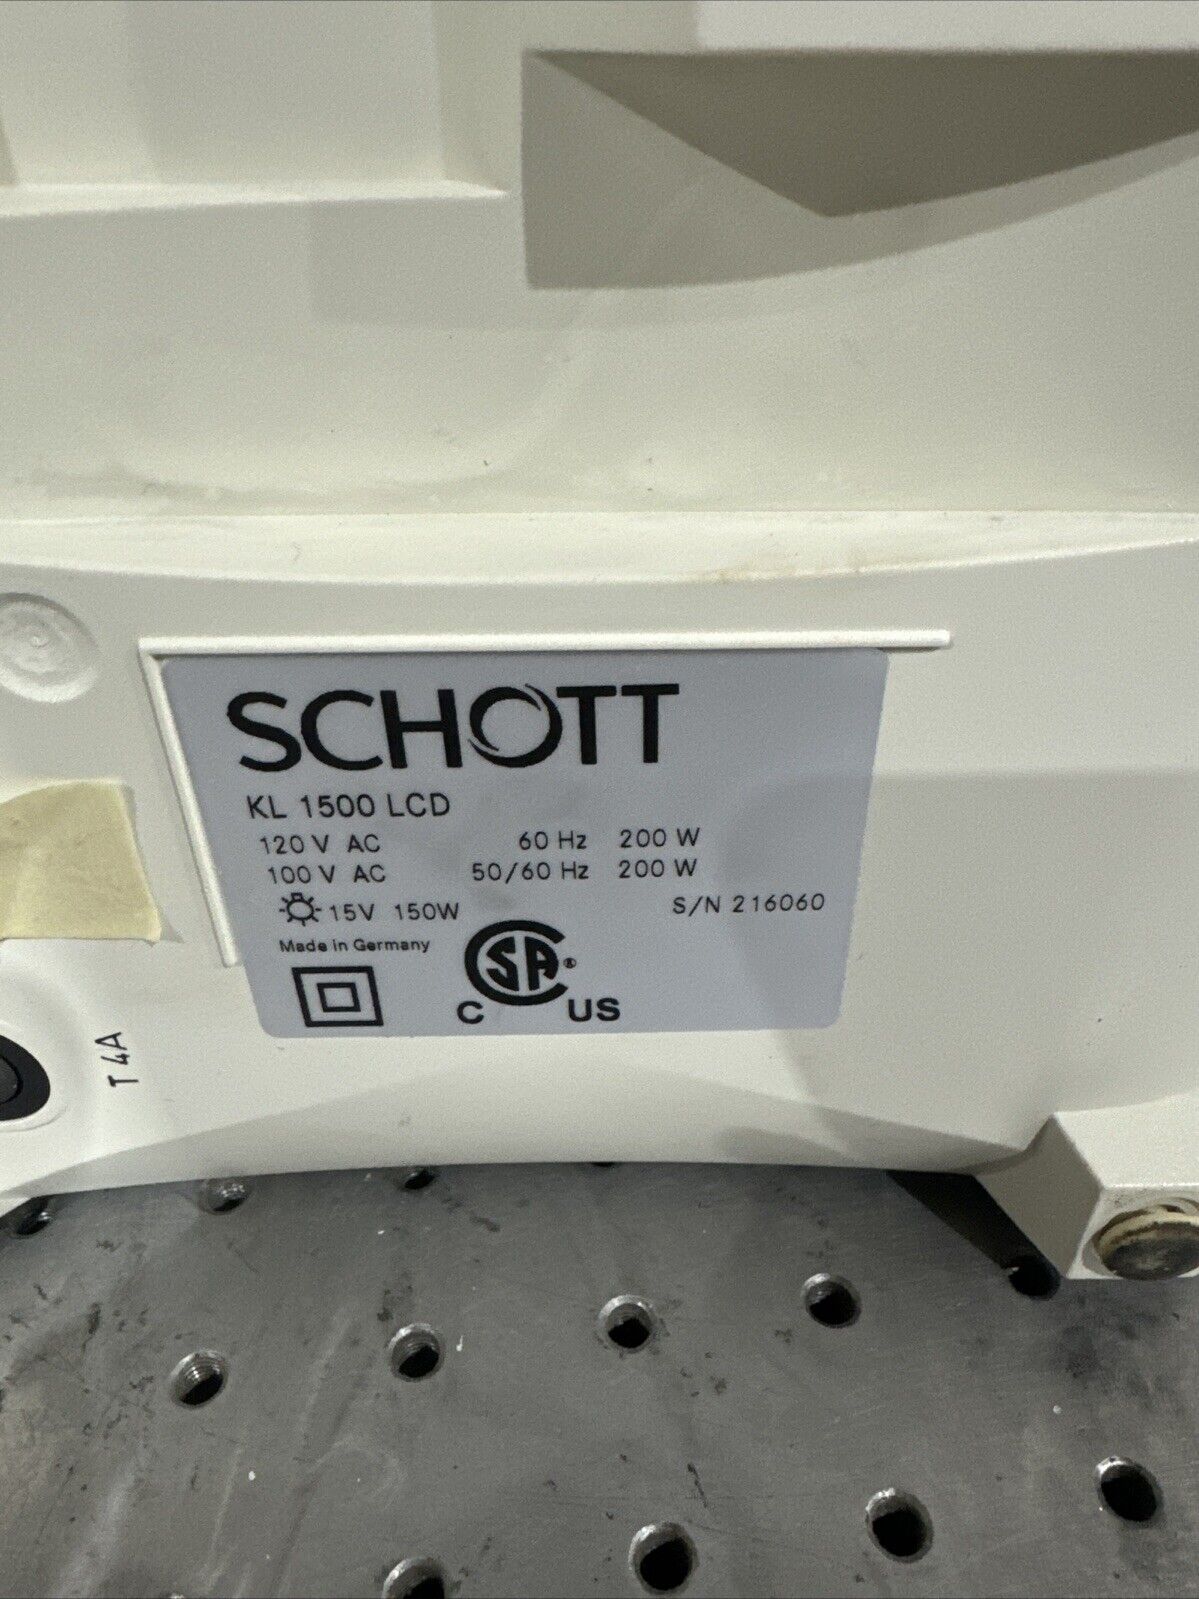 SCHOTT
KL 1500 LCD
120 V AC 60 Hz 200 W
100 V AC 50/60 Hz 200 W
15V 150W S/N 216060
Made in Germany
CSA®
C US
T 4A